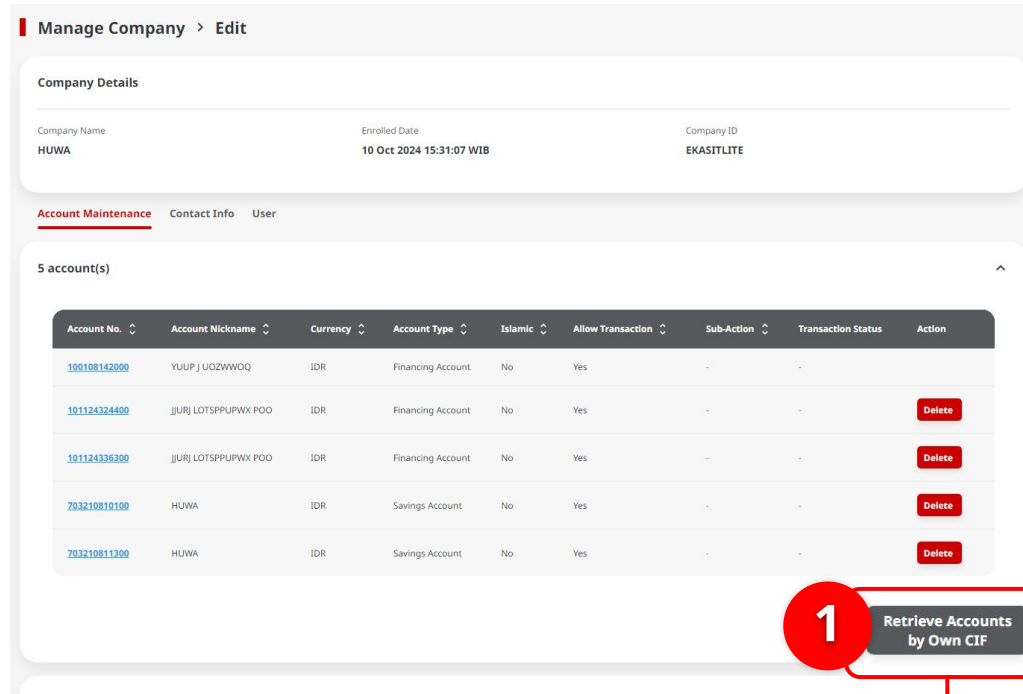 Manage Company > Edit
Company Details
Company Name Enrolled Date Company ID
HUWA 10 Oct 2024 15:31:07 WIB EKASITLITE
Account Maintenance Contact Info User
5 account(s)
Account No. Account Nickname Currency Account Type Islamic Allow Transaction Sub-Action Transaction Status Action
100108142000 YUUP J UOZWWOQ IDR Financing Account No Yes - -
101124324400 JJURJ LOTSPPUPWX POO IDR Financing Account No Yes - - Delete
101124336300 JJURJ LOTSPPUPWX POO IDR Financing Account No Yes - - Delete
703210810100 HUWA IDR Savings Account No Yes - - Delete
703210811300 HUWA IDR Savings Account No Yes - - Delete
1
Retrieve Accounts
by Own CIF